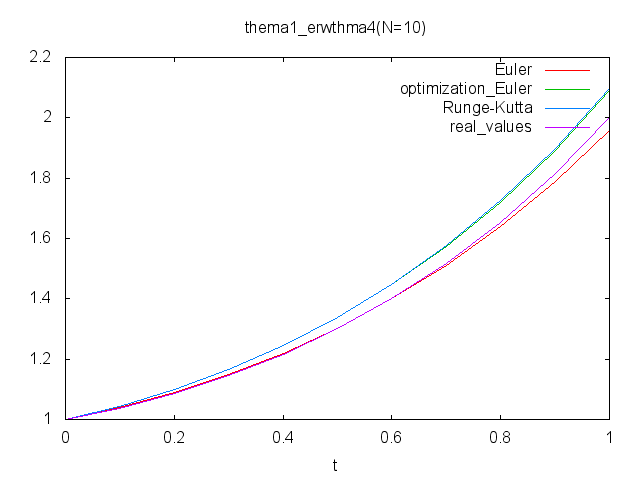 thema1_erwthma4(N=10)
2.2
Euler
optimization_Euler
Runge-Kutta
real_values
2
1.8
1.6
1.4
1.2
1
0 0.2 0.4 0.6 0.8 1
t